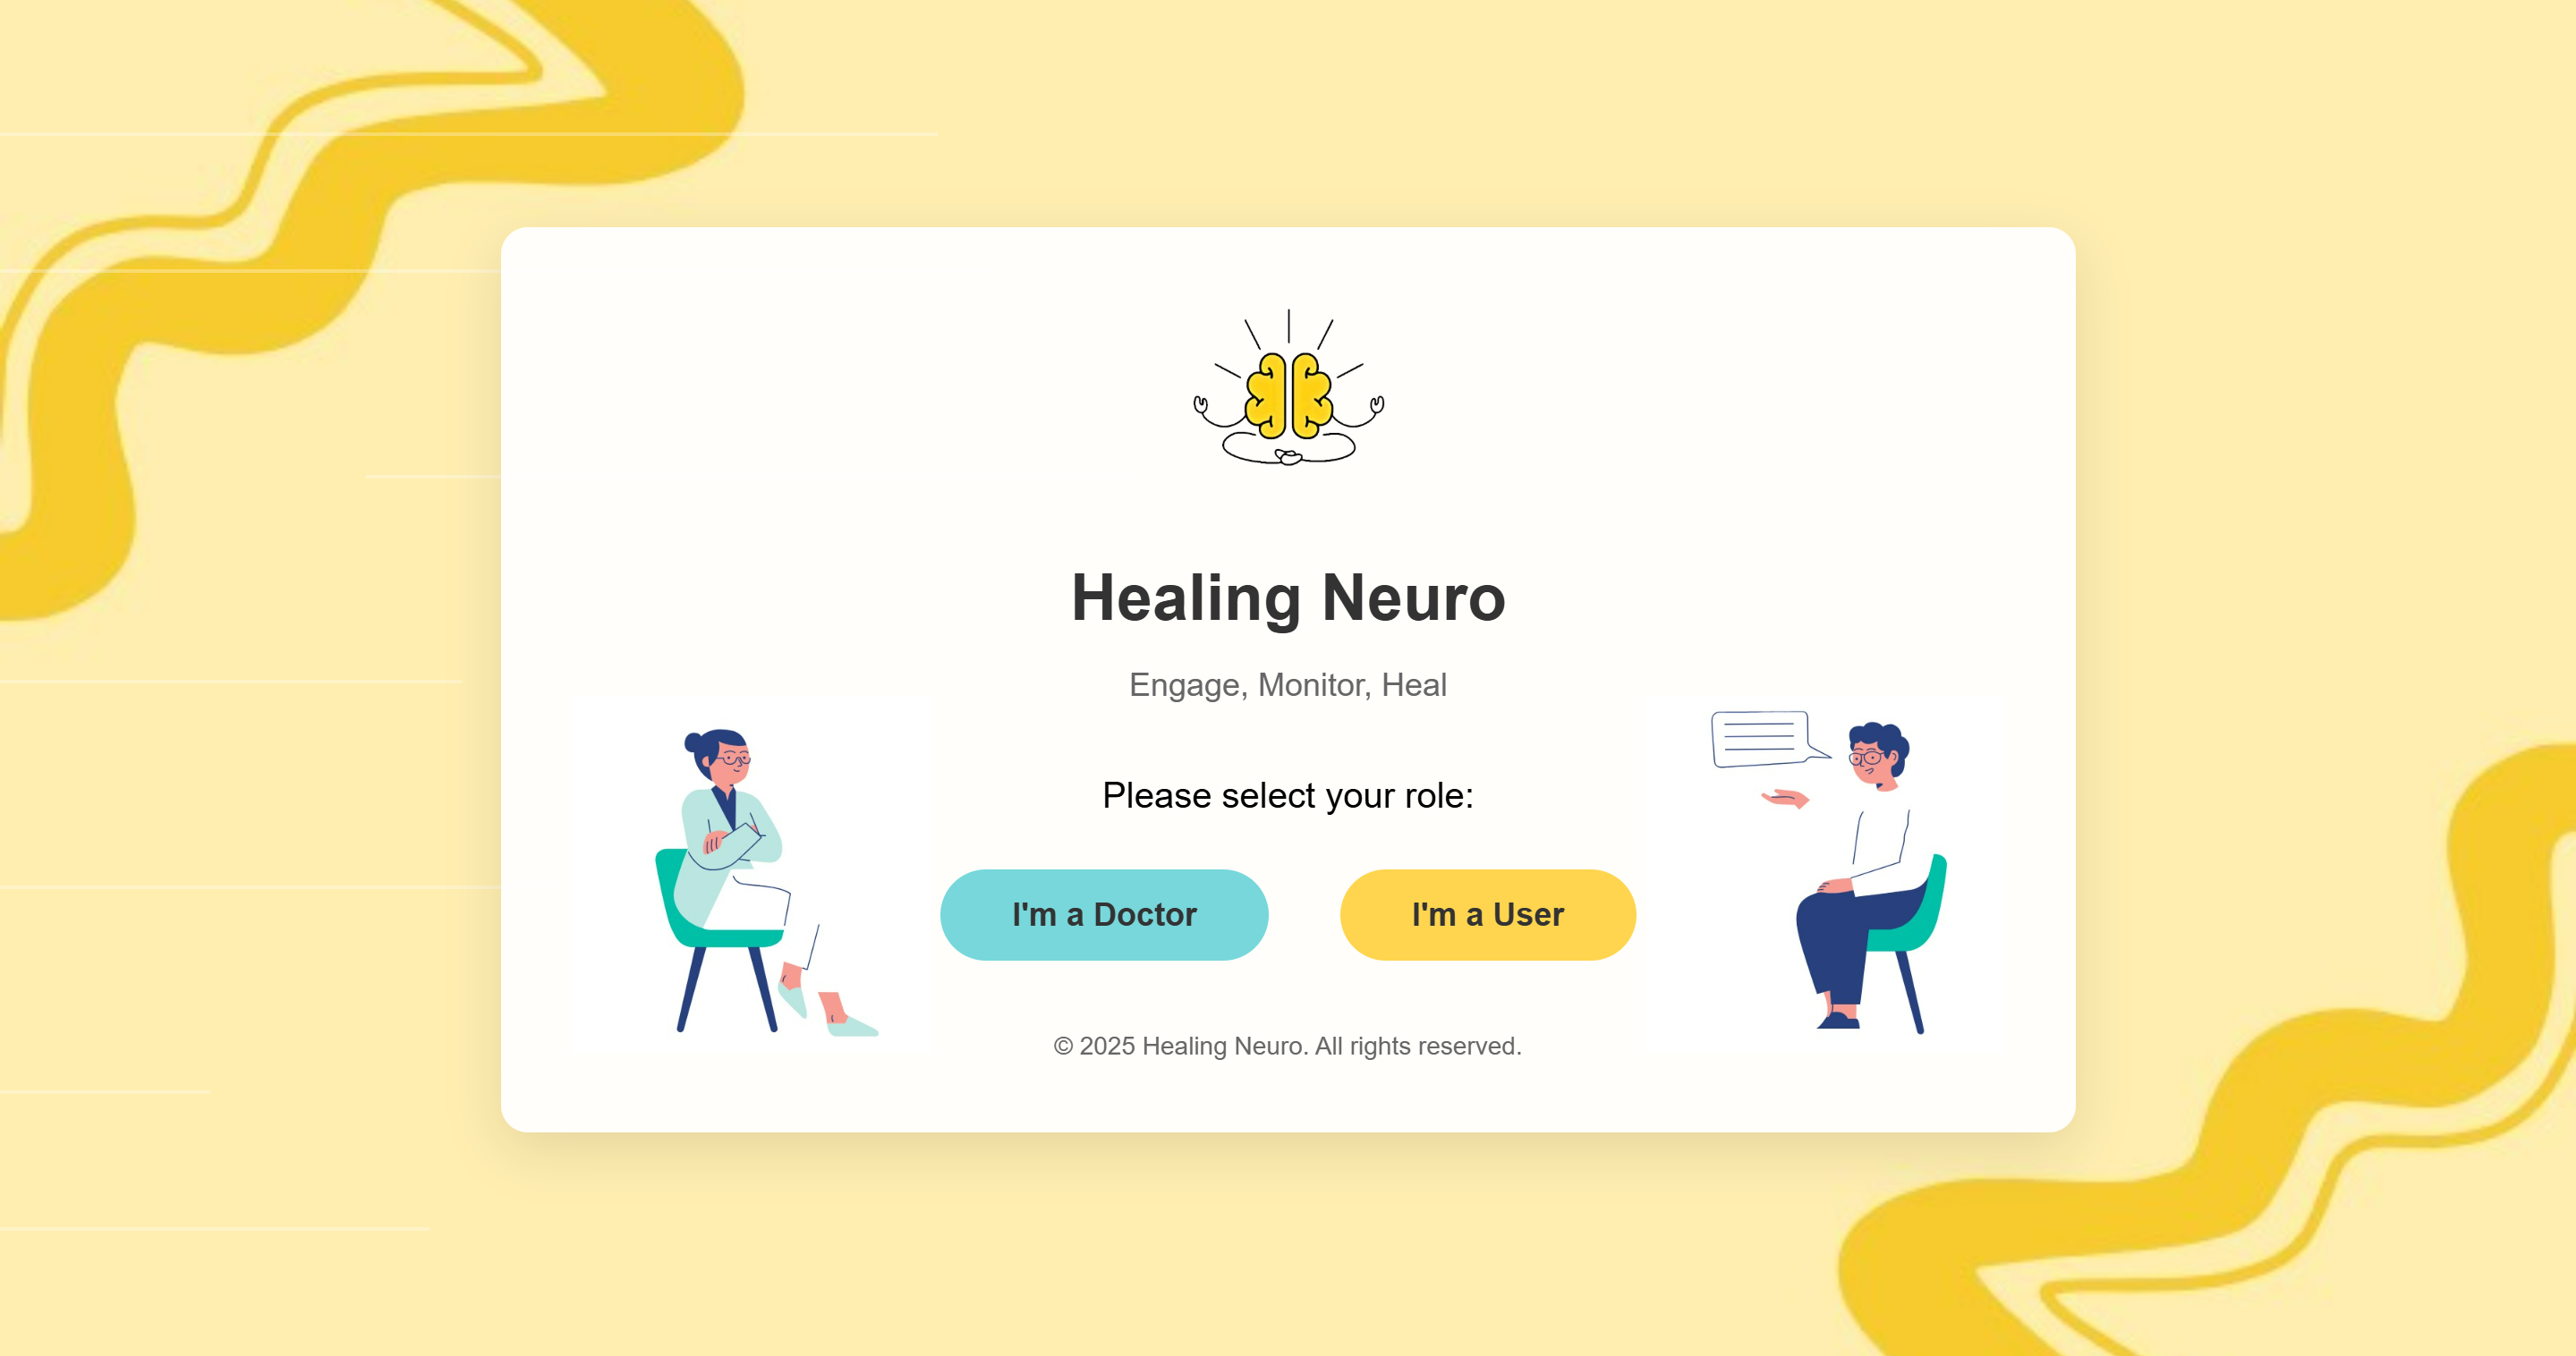 Healing Neuro
Engage, Monitor, Heal
Please select your role:
I'm a Doctor
I'm a User
© 2025 Healing Neuro. All rights reserved.